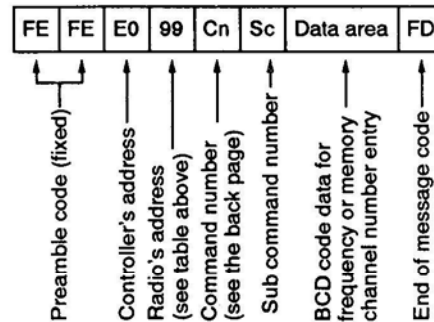 FE FE E0 99 Cn Sc Data area FD
Preamble code (fixed)
Controller's address
Radio's address
(see table above)
Command number
(see the back page)
Sub command number
BCD code data for
frequency or memory
channel number entry
End of message code